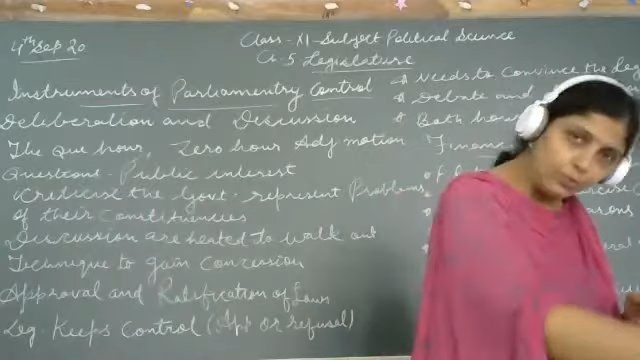 4th Sep 20
Class-XI-Subject Political Science
Ch.5 Legislature
Instruments of Parliamentry Control
Deliberation and Discussion
The Que hour, Zero hour Adj motion
Questions - Public interest
Criticise the Govt. represent Problems
of their Constituencies
Discussion are heated to walk out
Technique to gain Concession
Approval and Ratification of Laws
Leg. Keeps Control (App or refusal)
Needs to Convince the Leg
Debate and
Both hous
Financ